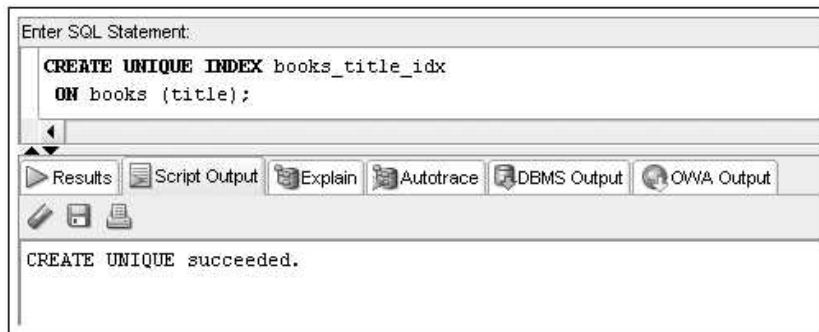 Enter SQL Statement:
CREATE UNIQUE INDEX books_title_idx
ON books (title);
Results Script Output Explain Autotrace DBMS Output OWA Output
CREATE UNIQUE succeeded.